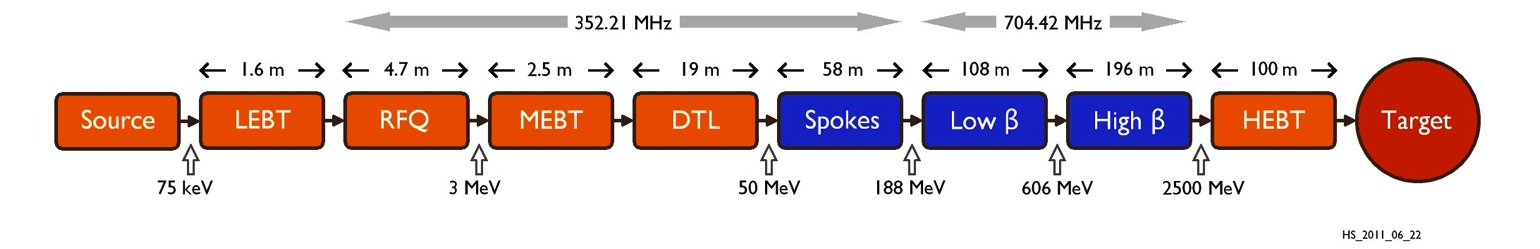 352.21 MHz 704.42 MHz
1.6 m 4.7 m 2.5 m 19 m 58 m 108 m 196 m 100 m
Source LEBT RFQ MEBT DTL Spokes Low β High β HEBT Target
75 keV 3 MeV 50 MeV 188 MeV 606 MeV 2500 MeV
HS_2011_06_22